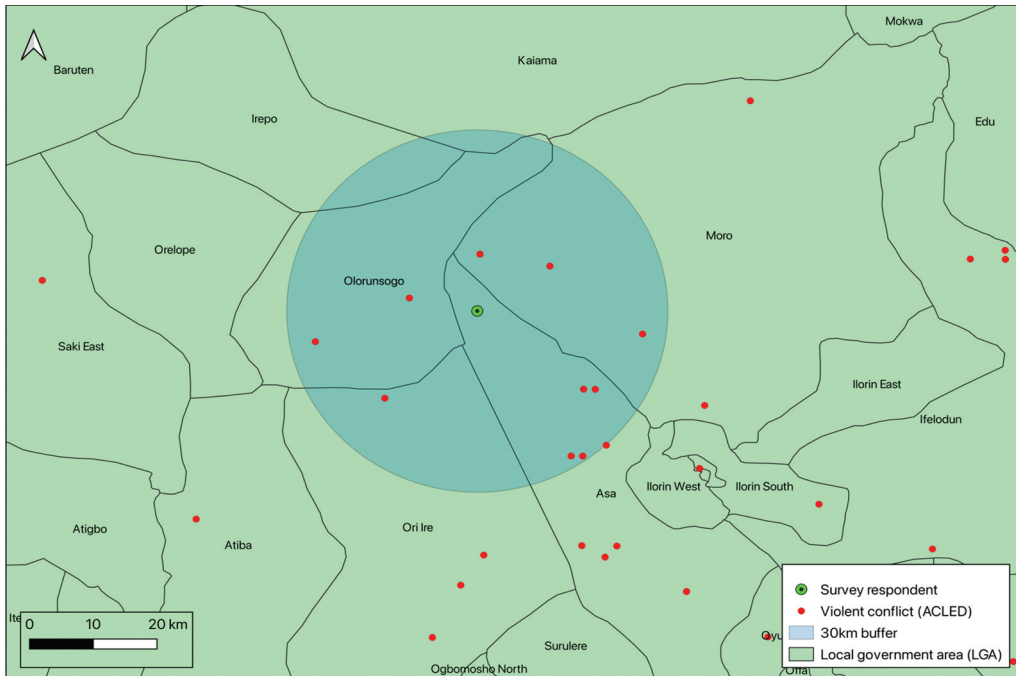 Mokwa
Kaiama
Baruten
Irepo
Edu
Moro
Orelope
Olorunsogo
Saki East
Ilorin East
Ifelodun
Ilorin West
Ilorin South
Asa
Ori Ire
Atigbo
Atiba
Survey respondent
Violent conflict (ACLED)
30km buffer
Local government area (LGA)
0 10 20 km
Surulere
Ogbomosho North
Offa